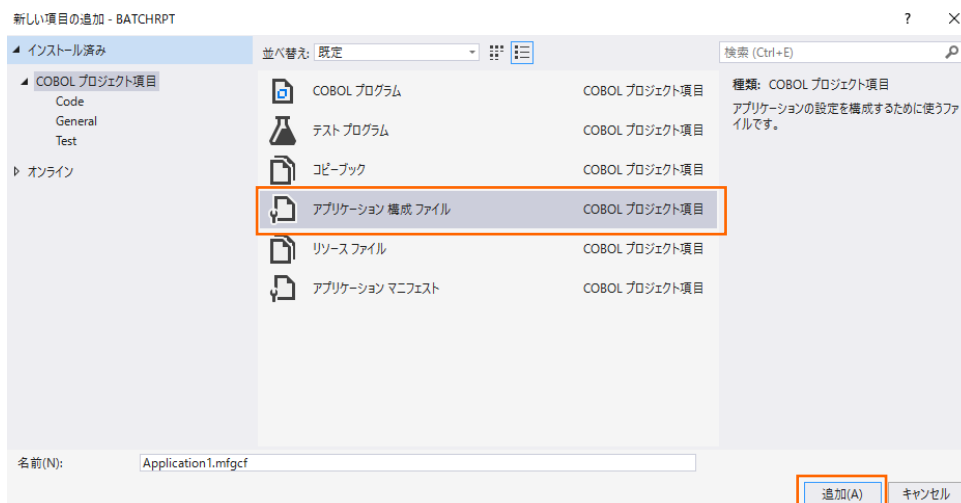 新しい項目の追加 - BATCHRPT
? ×
インストール済み
並べ替え: 既定
検索 (Ctrl+E)
COBOL プロジェクト項目
Code
General
Test
オンライン
COBOL プログラム COBOL プロジェクト項目
テスト プログラム COBOL プロジェクト項目
コピーブック COBOL プロジェクト項目
アプリケーション 構成 ファイル COBOL プロジェクト項目
リソース ファイル COBOL プロジェクト項目
アプリケーション マニフェスト COBOL プロジェクト項目
種類: COBOL プロジェクト項目
アプリケーションの設定を構成するために使うファ
イルです。
名前(N): Application1.mfgcf
追加(A) キャンセル